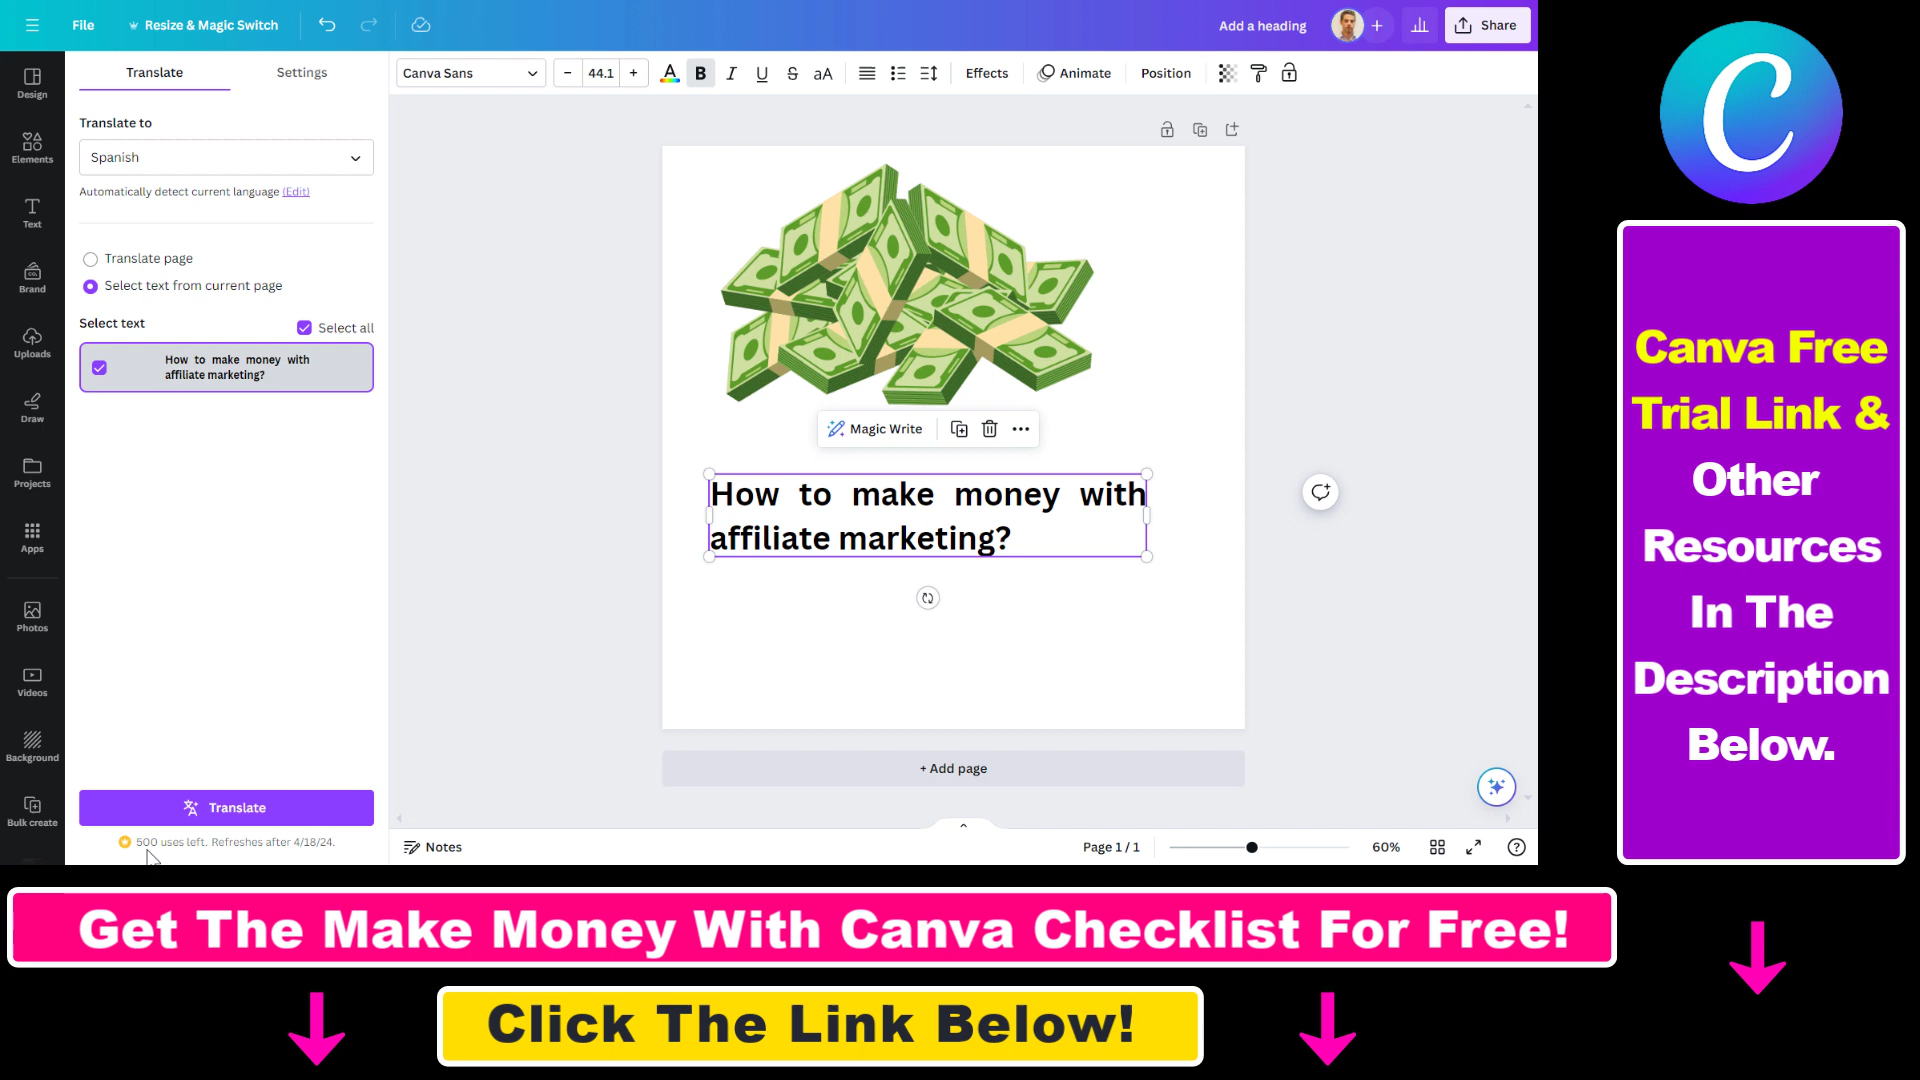 File
Resize & Magic Switch
Add a heading
Share
Design
Elements
Text
Brand
Uploads
Draw
Projects
Apps
Photos
Videos
Background
Bulk create
Translate
Settings
Translate to
Spanish
Automatically detect current language (Edit)
Translate page
Select text from current page
Select text
Select all
How to make money with
affiliate marketing?
Translate
500 uses left. Refreshes after 4/18/24.
Canva Sans
- 44.1 +
A B I U S aA
Effects
Animate
Position
Magic Write
How to make money with
affiliate marketing?
+ Add page
Notes
Page 1 / 1
60%
C
Canva Free
Trial Link &
Other
Resources
In The
Description
Below.
Get The Make Money With Canva Checklist For Free!
Click The Link Below!